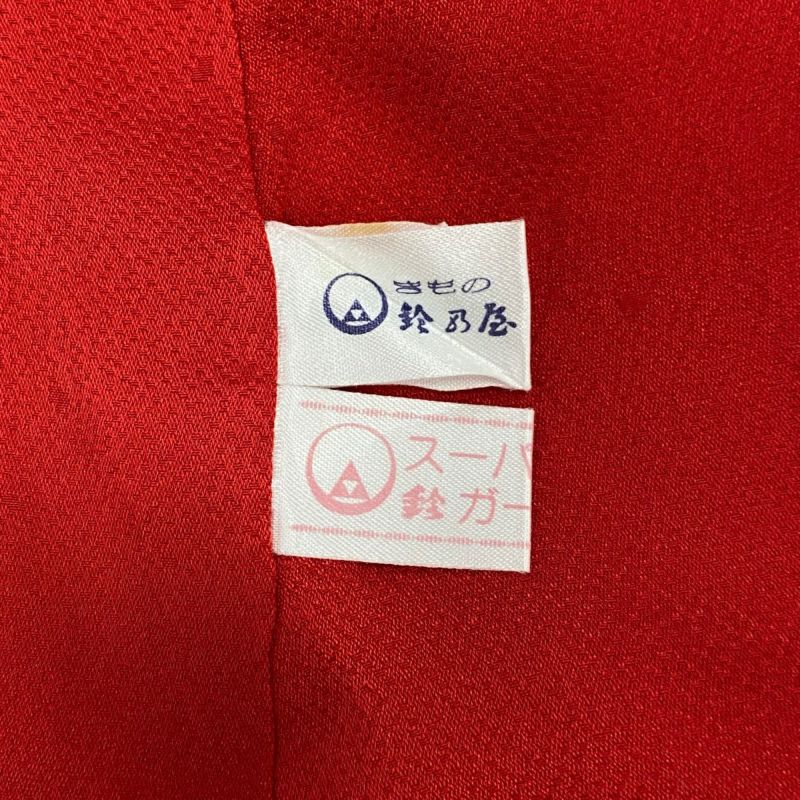 きもの
鈴乃屋
スーパ
鈴ガー